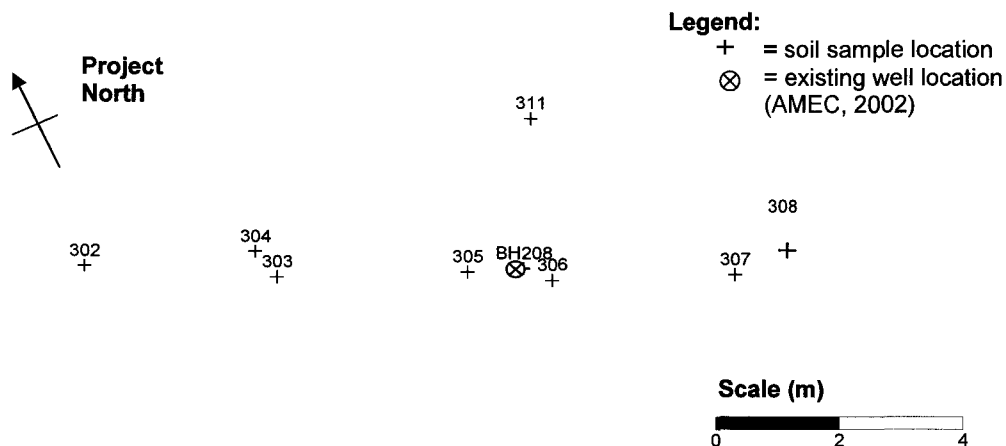 Legend:
+ = soil sample location
⊗ = existing well location
(AMEC, 2002)
Project
North
311
308
302
304
303
305
BH208
306
307
Scale (m)
0 2 4